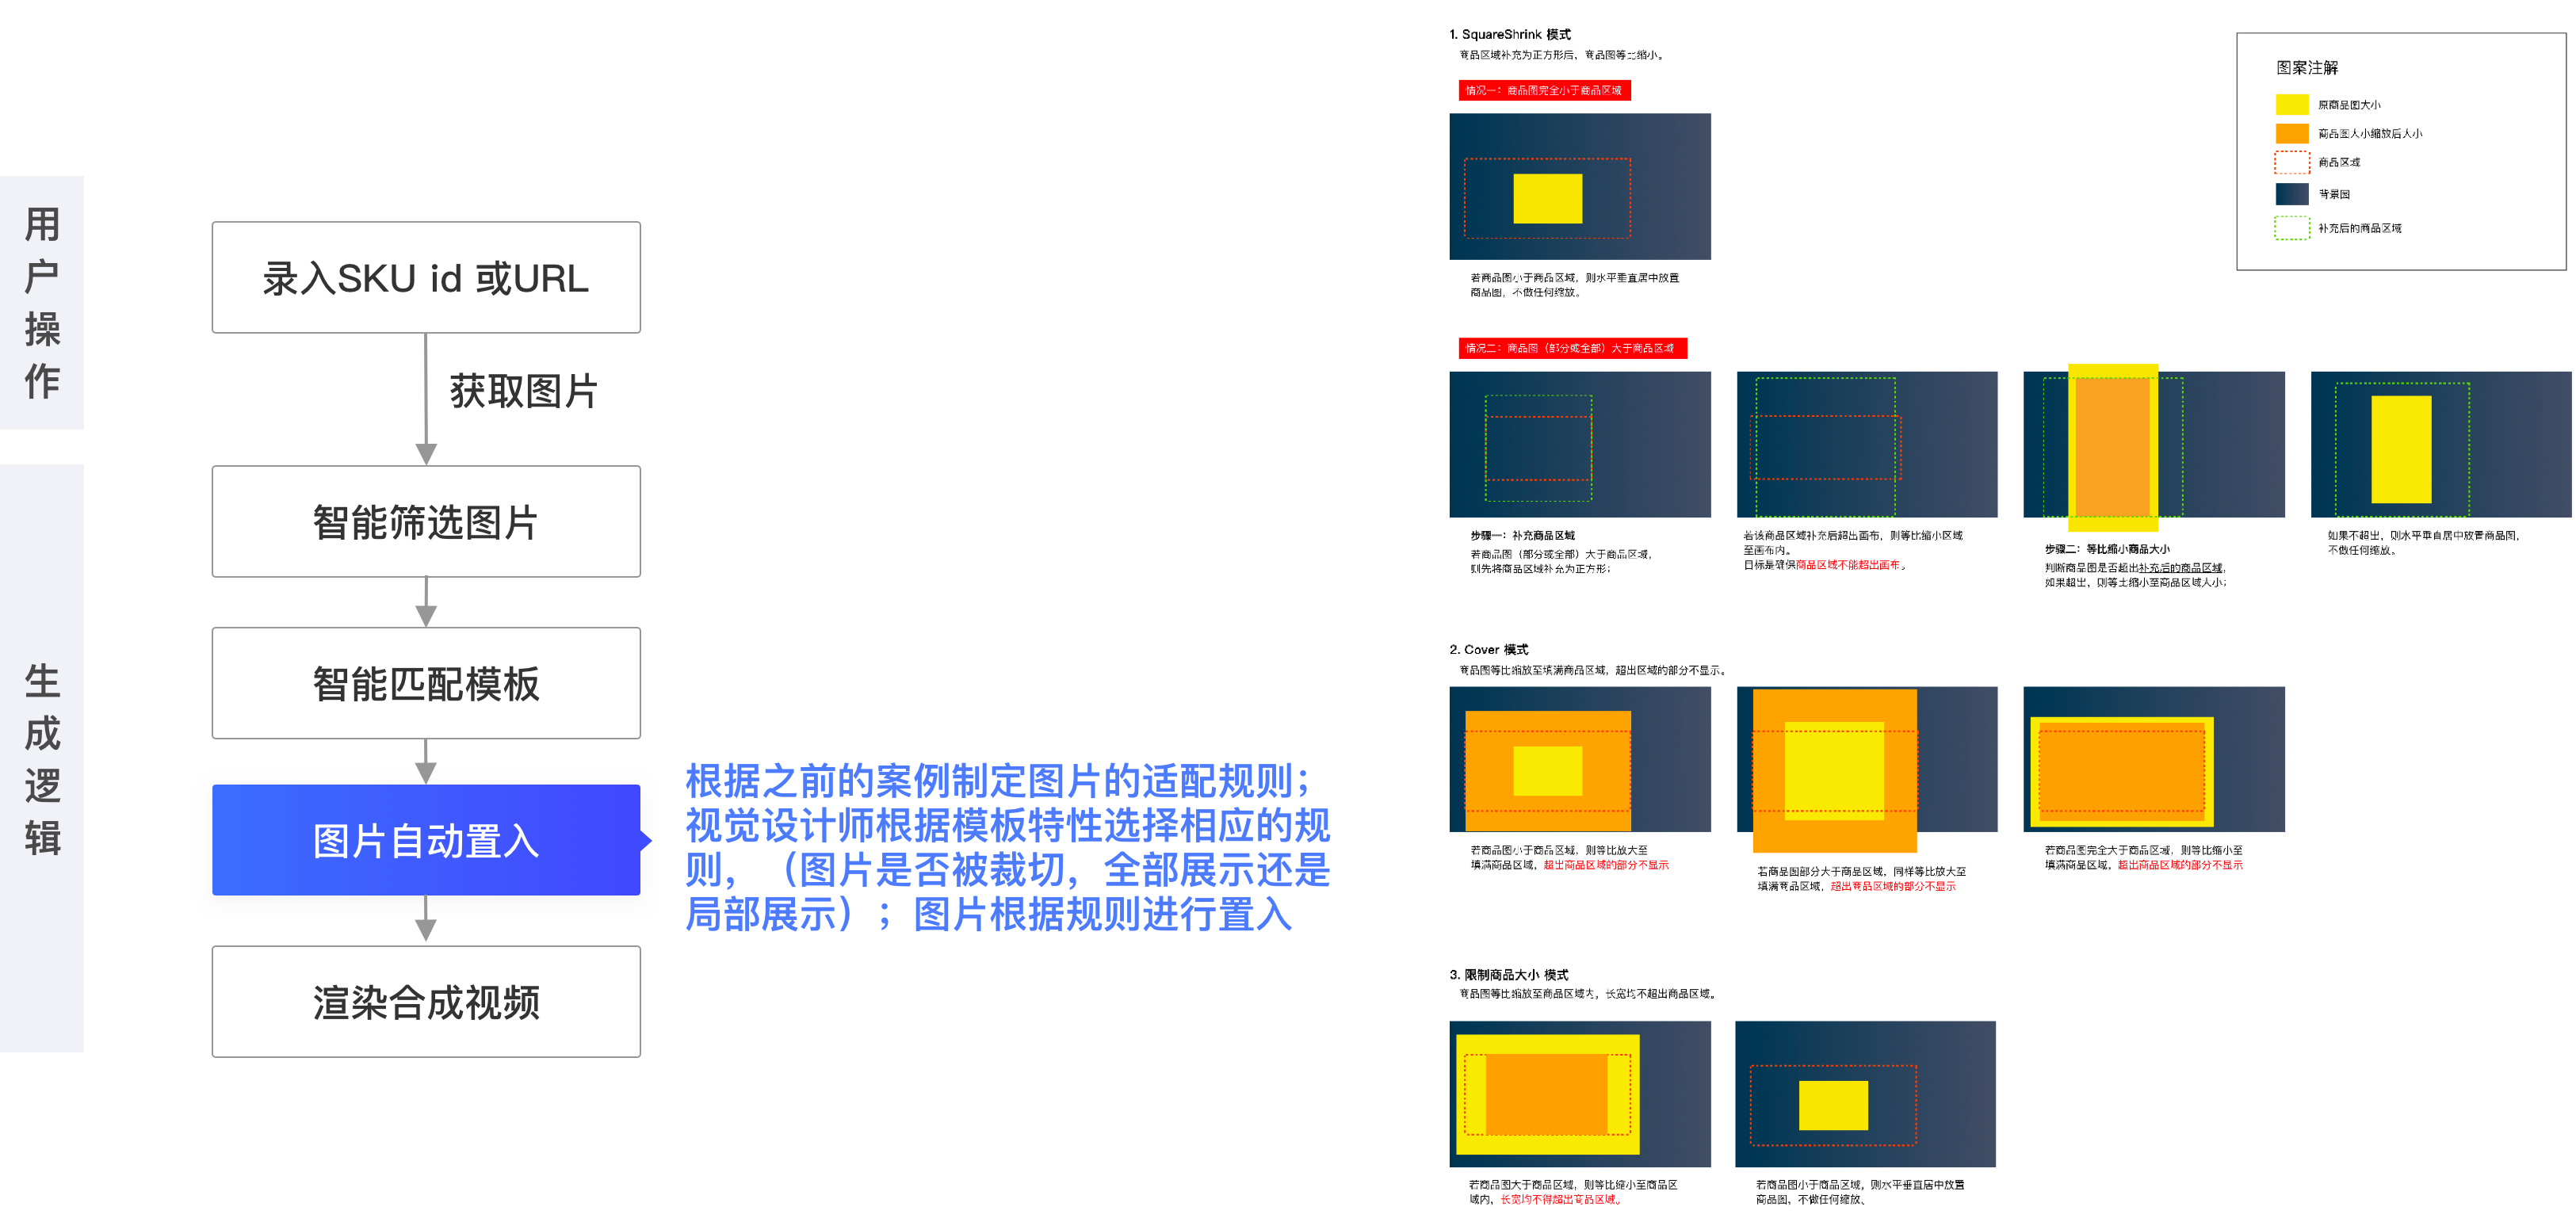 用户操作
录入SKU id 或URL
获取图片
生成逻辑
智能筛选图片
智能匹配模板
图片自动置入
渲染合成视频
根据之前的案例制定图片的适配规则；
视觉设计师根据模板特性选择相应的规
则，（图片是否被裁切，全部展示还是
局部展示）；图片根据规则进行置入
1. SquareShrink 模式
商品区域补充为正方形后，商品图等比缩小。
情况一：商品图完全小于商品区域
若商品图小于商品区域，则水平垂直居中放置
商品图，不做任何缩放。
情况二：商品图（部分或全部）大于商品区域
步骤一：补充商品区域
若商品图（部分或全部）大于商品区域，
则先将商品区域补充为正方形；
若该商品区域补充后超出画布，则等比缩小区域
至画布内。
目标是确保商品区域不能超出画布。
步骤二：等比缩小商品大小
判断商品图是否超出补充后的商品区域，
如果超出，则等比缩小至商品区域大小；
如果不超出，则水平垂直居中放置商品图，
不做任何缩放。
2. Cover 模式
商品图等比缩放至填满商品区域，超出区域的部分不显示。
若商品图小于商品区域，则等比放大至
填满商品区域，超出商品区域的部分不显示
若商品图部分大于商品区域，同样等比放大至
填满商品区域，超出商品区域的部分不显示
若商品图完全大于商品区域，则等比缩小至
填满商品区域，超出商品区域的部分不显示
3. 限制商品大小 模式
商品图等比缩放至商品区域内，长宽均不超出商品区域。
若商品图大于商品区域，则等比缩小至商品区
域内，长宽均不得超出商品区域。
若商品图小于商品区域，则水平垂直居中放置
商品图，不做任何缩放、
图案注解
原商品图大小
商品图大小缩放后大小
商品区域
背景图
补充后的商品区域